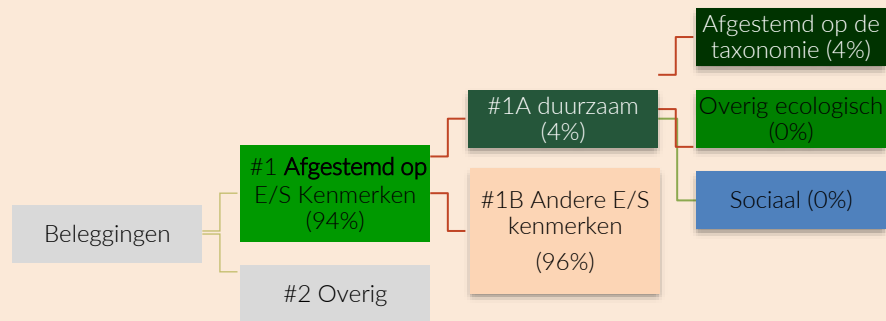 Beleggingen
#1 Afgestemd op
E/S Kenmerken
(94%)
#2 Overig
#1A duurzaam
(4%)
#1B Andere E/S
kenmerken
(96%)
Afgestemd op de
taxonomie (4%)
Overig ecologisch
(0%)
Sociaal (0%)